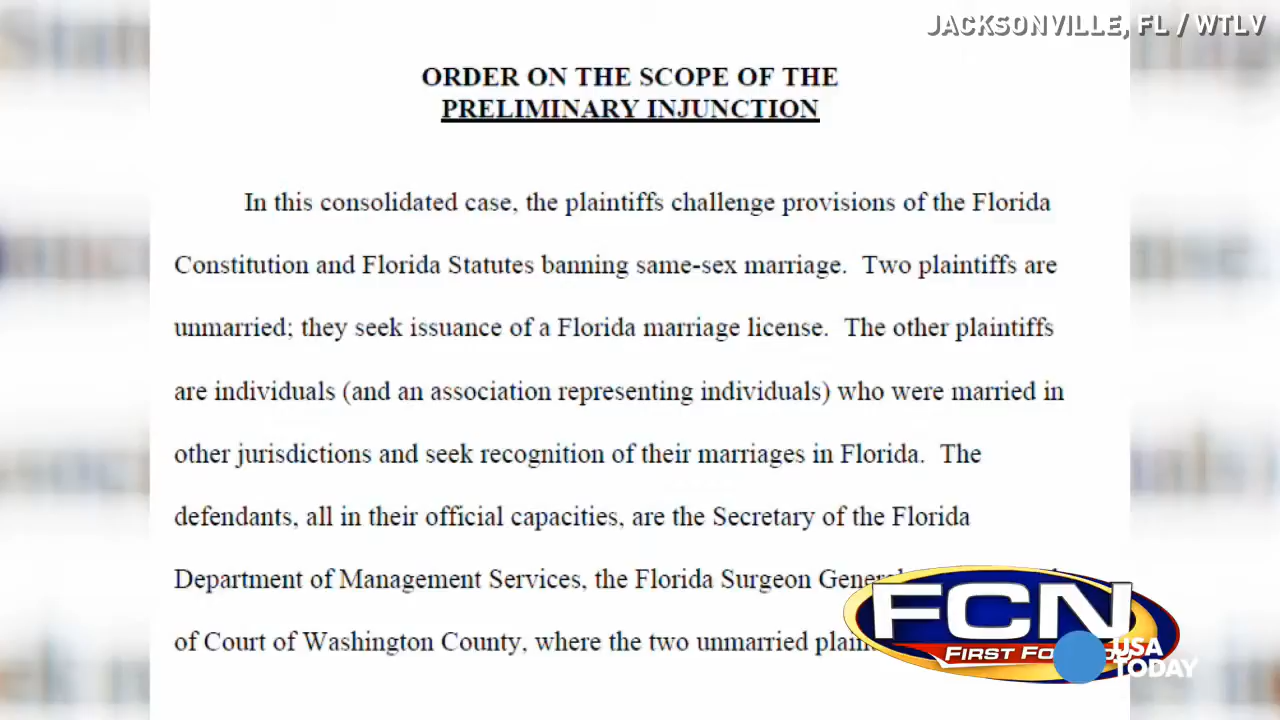 JACKSONVILLE, FL / WTLV
ORDER ON THE SCOPE OF THE
PRELIMINARY INJUNCTION
In this consolidated case, the plaintiffs challenge provisions of the Florida
Constitution and Florida Statutes banning same-sex marriage. Two plaintiffs are
unmarried; they seek issuance of a Florida marriage license. The other plaintiffs
are individuals (and an association representing individuals) who were married in
other jurisdictions and seek recognition of their marriages in Florida. The
defendants, all in their official capacities, are the Secretary of the Florida
Department of Management Services, the Florida Surgeon
of Court of Washington County, where the two unmarried
FCN
FIRST
USA
TODAY